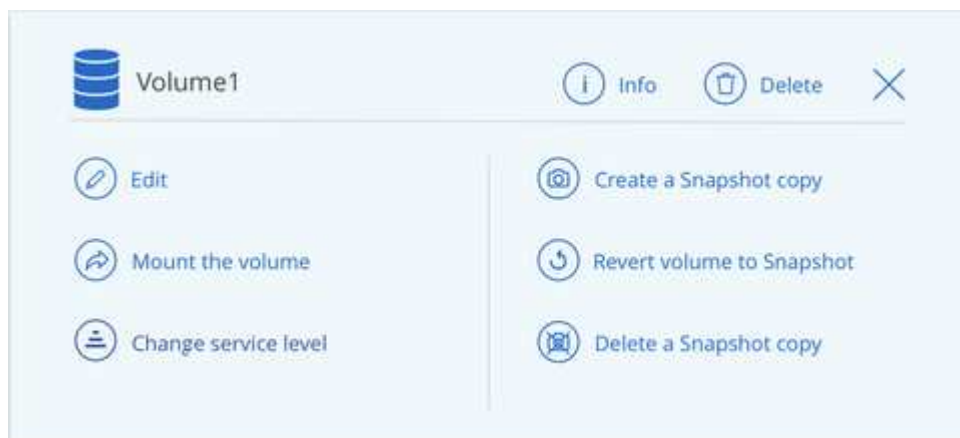 Volume1
Info
Delete
Edit
Create a Snapshot copy
Mount the volume
Revert volume to Snapshot
Change service level
Delete a Snapshot copy